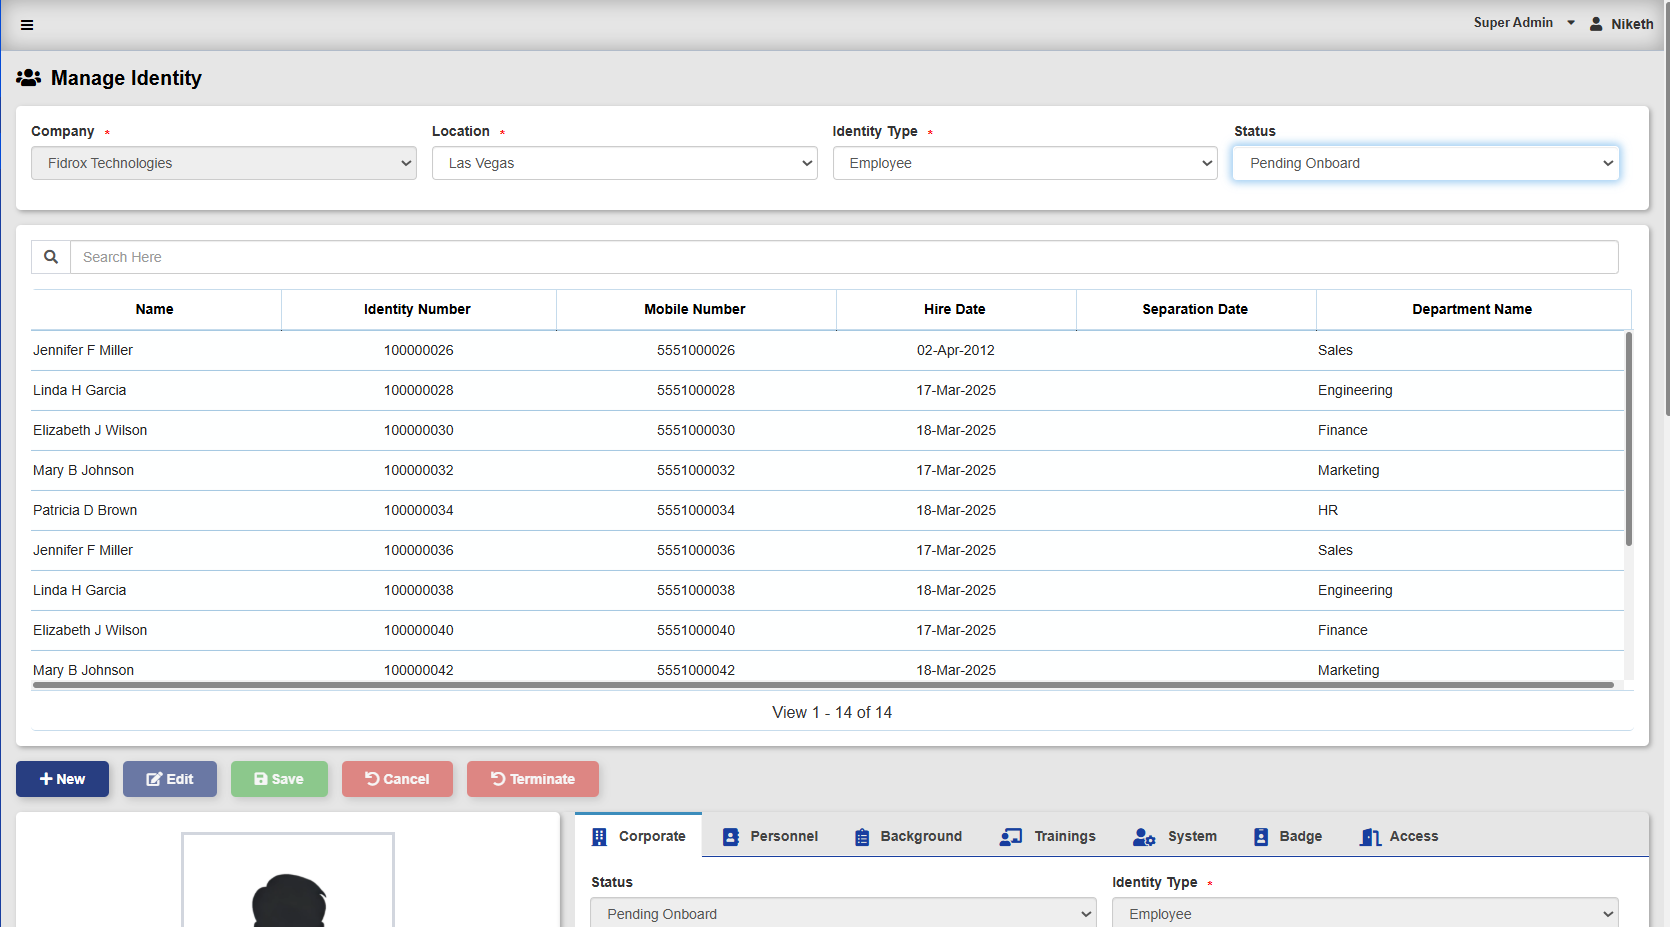 Super Admin Niketh
Manage Identity
Company * Location * Identity Type * Status
Fidrox Technologies Las Vegas Employee Pending Onboard
Search Here
Name Identity Number Mobile Number Hire Date Separation Date Department Name
Jennifer F Miller 100000026 5551000026 02-Apr-2012 Sales
Linda H Garcia 100000028 5551000028 17-Mar-2025 Engineering
Elizabeth J Wilson 100000030 5551000030 18-Mar-2025 Finance
Mary B Johnson 100000032 5551000032 17-Mar-2025 Marketing
Patricia D Brown 100000034 5551000034 18-Mar-2025 HR
Jennifer F Miller 100000036 5551000036 17-Mar-2025 Sales
Linda H Garcia 100000038 5551000038 18-Mar-2025 Engineering
Elizabeth J Wilson 100000040 5551000040 17-Mar-2025 Finance
Mary B Johnson 100000042 5551000042 18-Mar-2025 Marketing
View 1 - 14 of 14
New Edit Save Cancel Terminate
Corporate Personnel Background Trainings System Badge Access
Status Identity Type *
Pending Onboard Employee